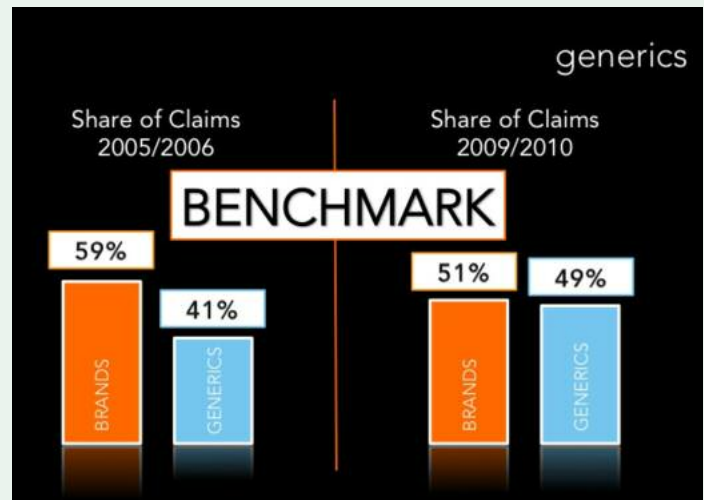 generics
Share of Claims
2005/2006
Share of Claims
2009/2010
BENCHMARK
59%
41%
51%
49%
BRANDS
GENERICS
BRANDS
GENERICS